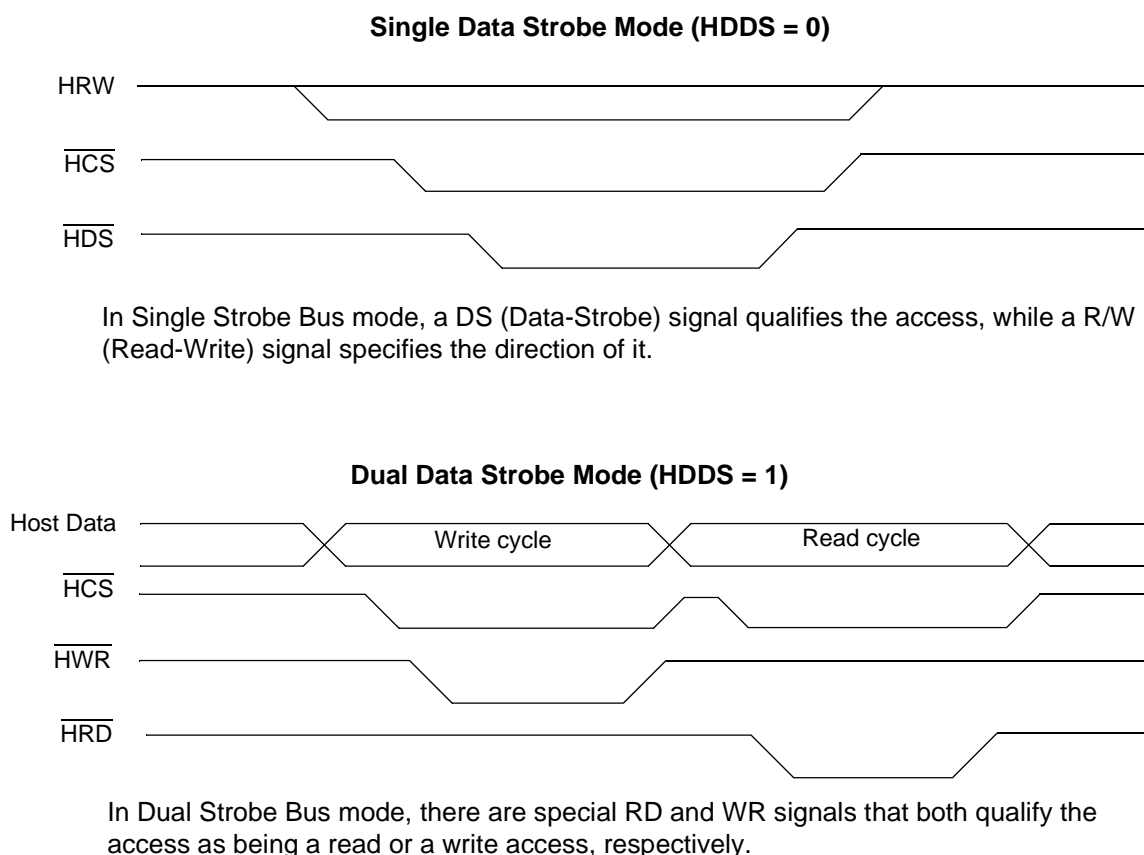 Single Data Strobe Mode (HDDS = 0)
HRW
HCS
HDS
In Single Strobe Bus mode, a DS (Data-Strobe) signal qualifies the access, while a R/W
(Read-Write) signal specifies the direction of it.
Dual Data Strobe Mode (HDDS = 1)
Host Data
Write cycle
Read cycle
HCS
HWR
HRD
In Dual Strobe Bus mode, there are special RD and WR signals that both qualify the
access as being a read or a write access, respectively.